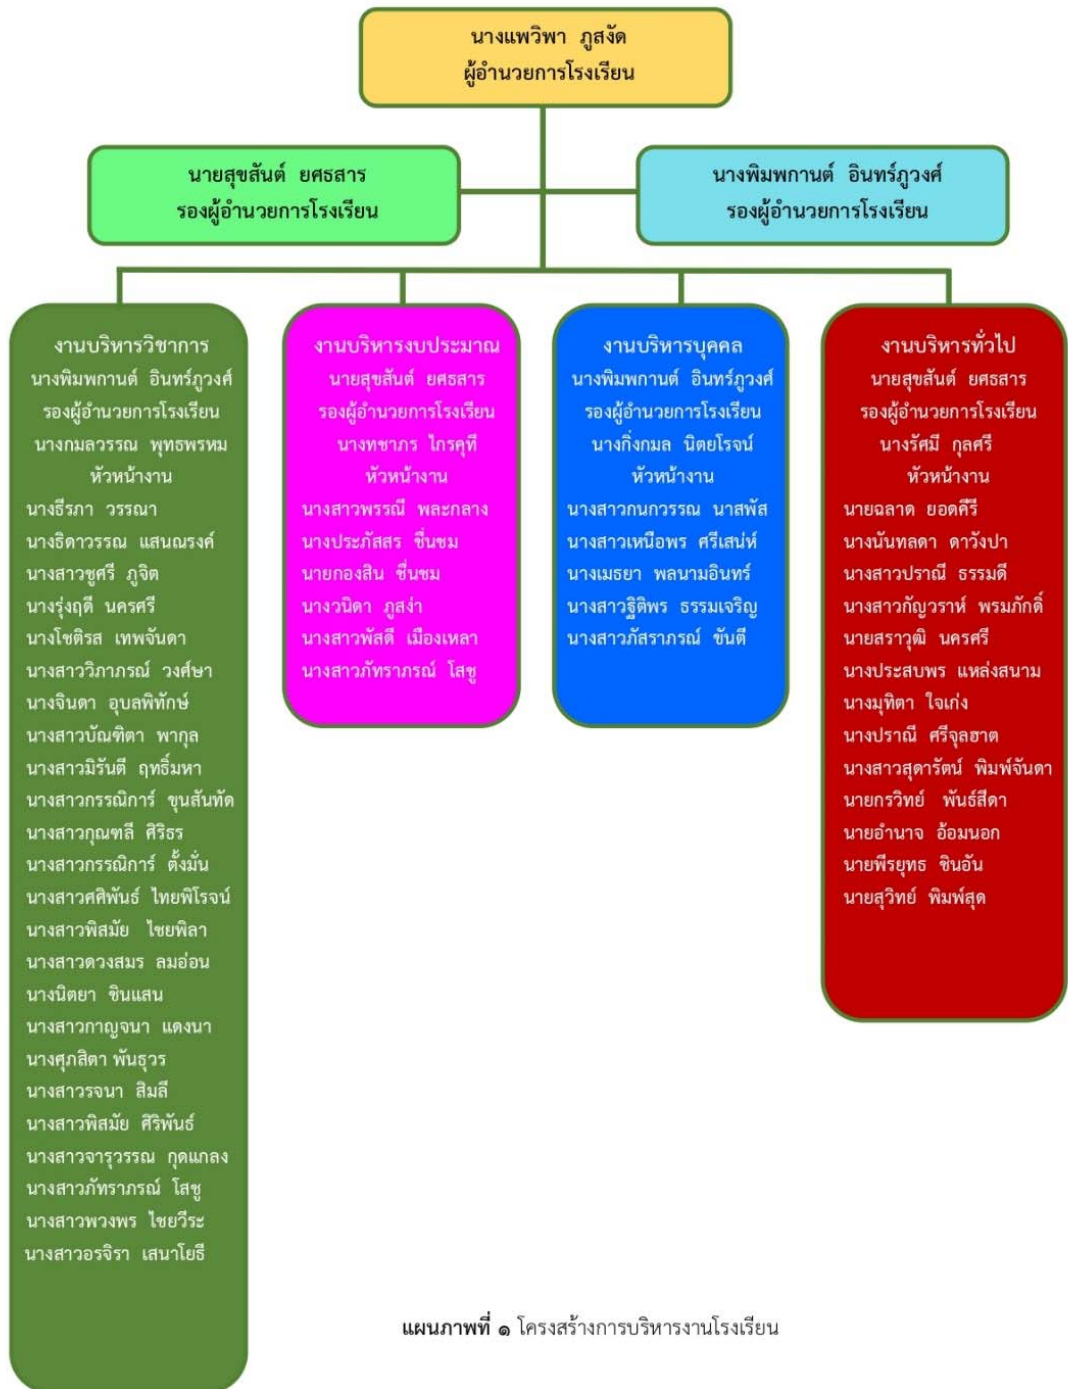 นางแพวิพา ภูสงัด
ผู้อำนวยการโรงเรียน
นายสุขสันต์ ยศธสาร
รองผู้อำนวยการโรงเรียน
นางพิมพกานต์ อินทร์ภูวงศ์
รองผู้อำนวยการโรงเรียน
งานบริหารวิชาการ
นางพิมพกานต์ อินทร์ภูวงศ์
รองผู้อำนวยการโรงเรียน
นางกมลวรรณ พุทธพรหม
หัวหน้างาน
นางธีรภา วรรณา
นางธิดาวรรณ แสนณรงค์
นางสาวชูศรี ภูจิต
นางรุ่งฤดี นครศรี
นางโชติรส เทพจันดา
นางสาววิภาภรณ์ วงศ์ษา
นางจินดา อุบลพิทักษ์
นางสาวบัณฑิตา พากุล
นางสาวมิรันตี ฤทธิ์มหา
นางสาวกรรณิการ์ ขุนสันทัด
นางสาวกุณฑลี ศิริธร
นางสาวกรรณิการ์ ตั้งมั่น
นางสาวศศิพันธ์ ไทยพิโรจน์
นางสาวพิสมัย ไชยพิลา
นางสาวดวงสมร ลมอ่อน
นางนิตยา ชินแสน
นางสาวกาญจนา แดงนา
นางศุภสิตา พันธุวร
นางสาวรจนา สิมลี
นางสาวพิสมัย ศิริพันธ์
นางสาวจารุวรรณ กุดแกลง
นางสาวภัทราภรณ์ โสชู
นางสาวพวงพร ไชยวีระ
นางสาวอรจิรา เสนาโยธี
งานบริหารงบประมาณ
นายสุขสันต์ ยศธสาร
รองผู้อำนวยการโรงเรียน
นางทชาภร ไกรคุที
หัวหน้างาน
นางสาวพรรณี พละกลาง
นางประภัสสร ชื่นชม
นายกองสิน ชื่นชม
นางวนิดา ภูสง่า
นางสาวพัสดี เมืองเหลา
นางสาวภัทราภรณ์ โสชู
งานบริหารบุคคล
นางพิมพกานต์ อินทร์ภูวงศ์
รองผู้อำนวยการโรงเรียน
นางกิ่งกมล นิตยโรจน์
หัวหน้างาน
นางสาวกนกวรรณ นาสพัส
นางสาวเหนือพร ศรีเสน่ห์
นางเมธยา พลนามอินทร์
นางสาวฐิติพร ธรรมเจริญ
นางสาวภัสราภรณ์ ขันตี
งานบริหารทั่วไป
นายสุขสันต์ ยศธสาร
รองผู้อำนวยการโรงเรียน
นางรัศมี กุลศรี
หัวหน้างาน
นายฉลาด ยอดคีรี
นางนันทลดา ดาวังปา
นางสาวปราณี ธรรมดี
นางสาวกัญวราห์ พรมภักดิ์
นายสราวุฒิ นครศรี
นางประสบพร แหล่งสนาม
นางมุทิตา ใจเก่ง
นางปราณี ศรีจุลฮาต
นางสาวสุดารัตน์ พิมพ์จันดา
นายกรวิทย์ พันธ์สีดา
นายอำนาจ อ้อมนอก
นายพีรยุทธ ชินอัน
นายสุวิทย์ พิมพ์สุด
แผนภาพที่ ๑ โครงสร้างการบริหารงานโรงเรียน